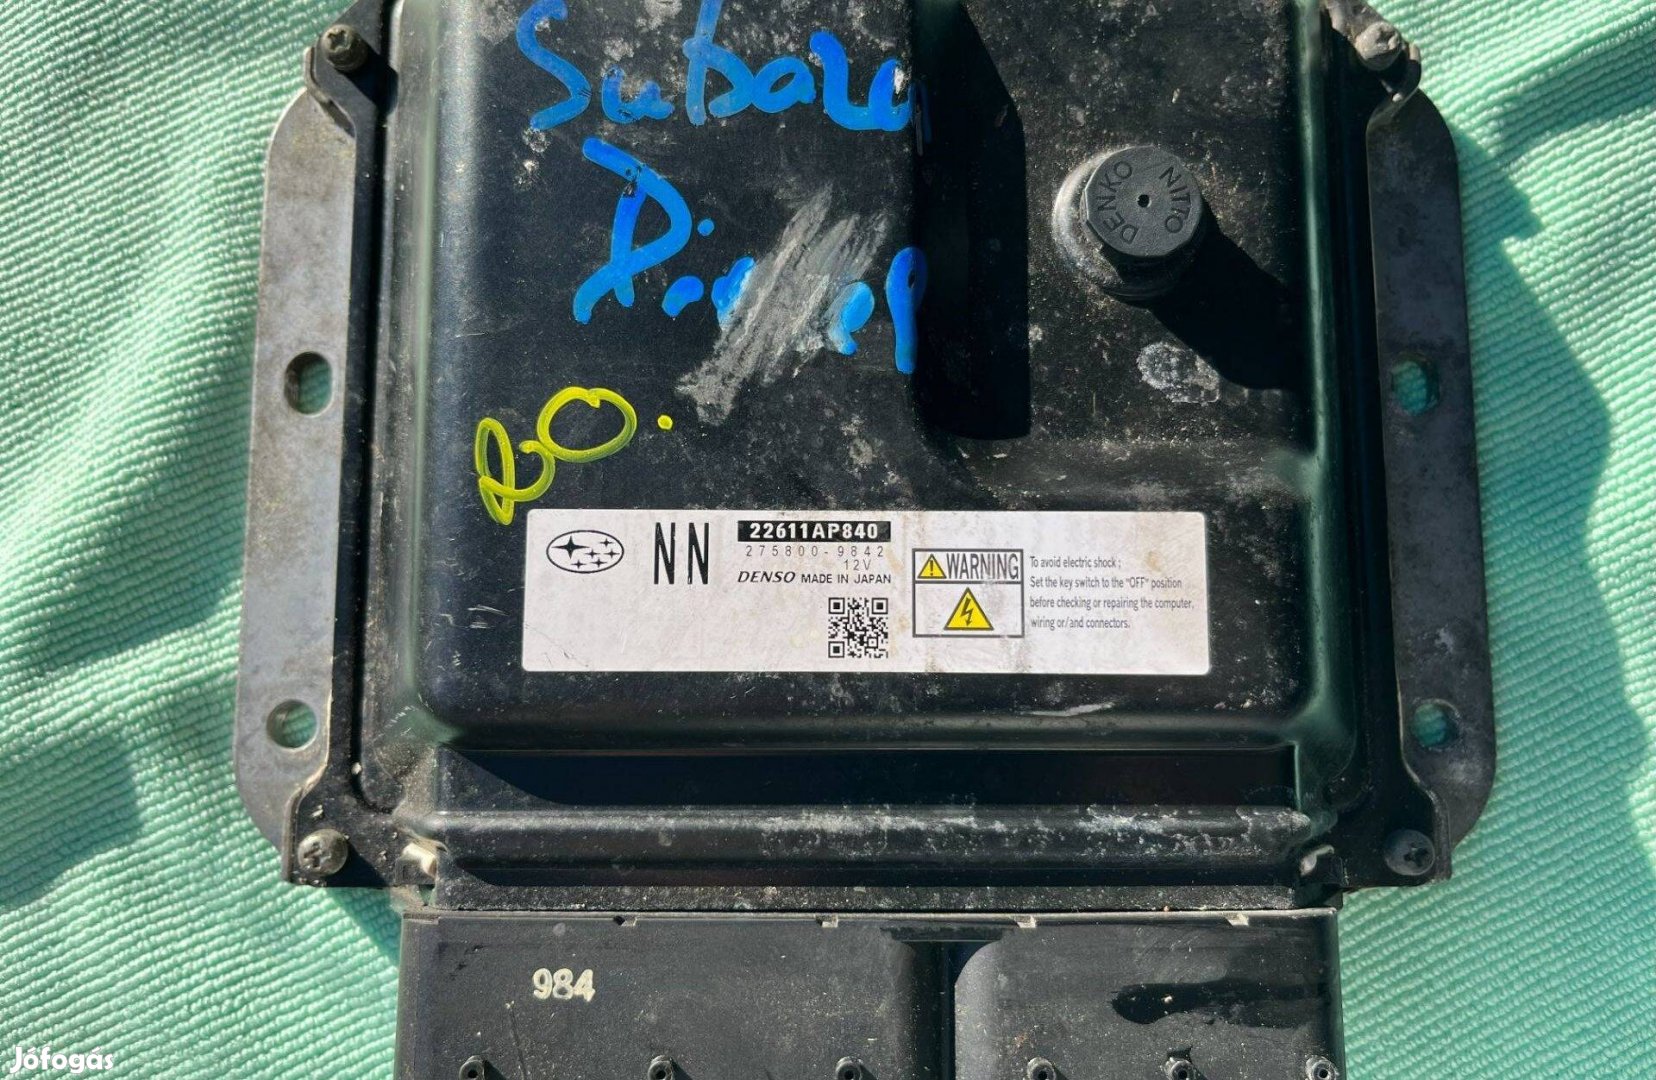 Subaru
DENKO NITTO
20.
NN
22611AP840
275800-9842
12V
DENSO MADE IN JAPAN
WARNING
To avoid electric shock ;
Set the key switch to the "OFF" position
before checking or repairing the computer,
wiring or/and connectors.
984
Jófogás